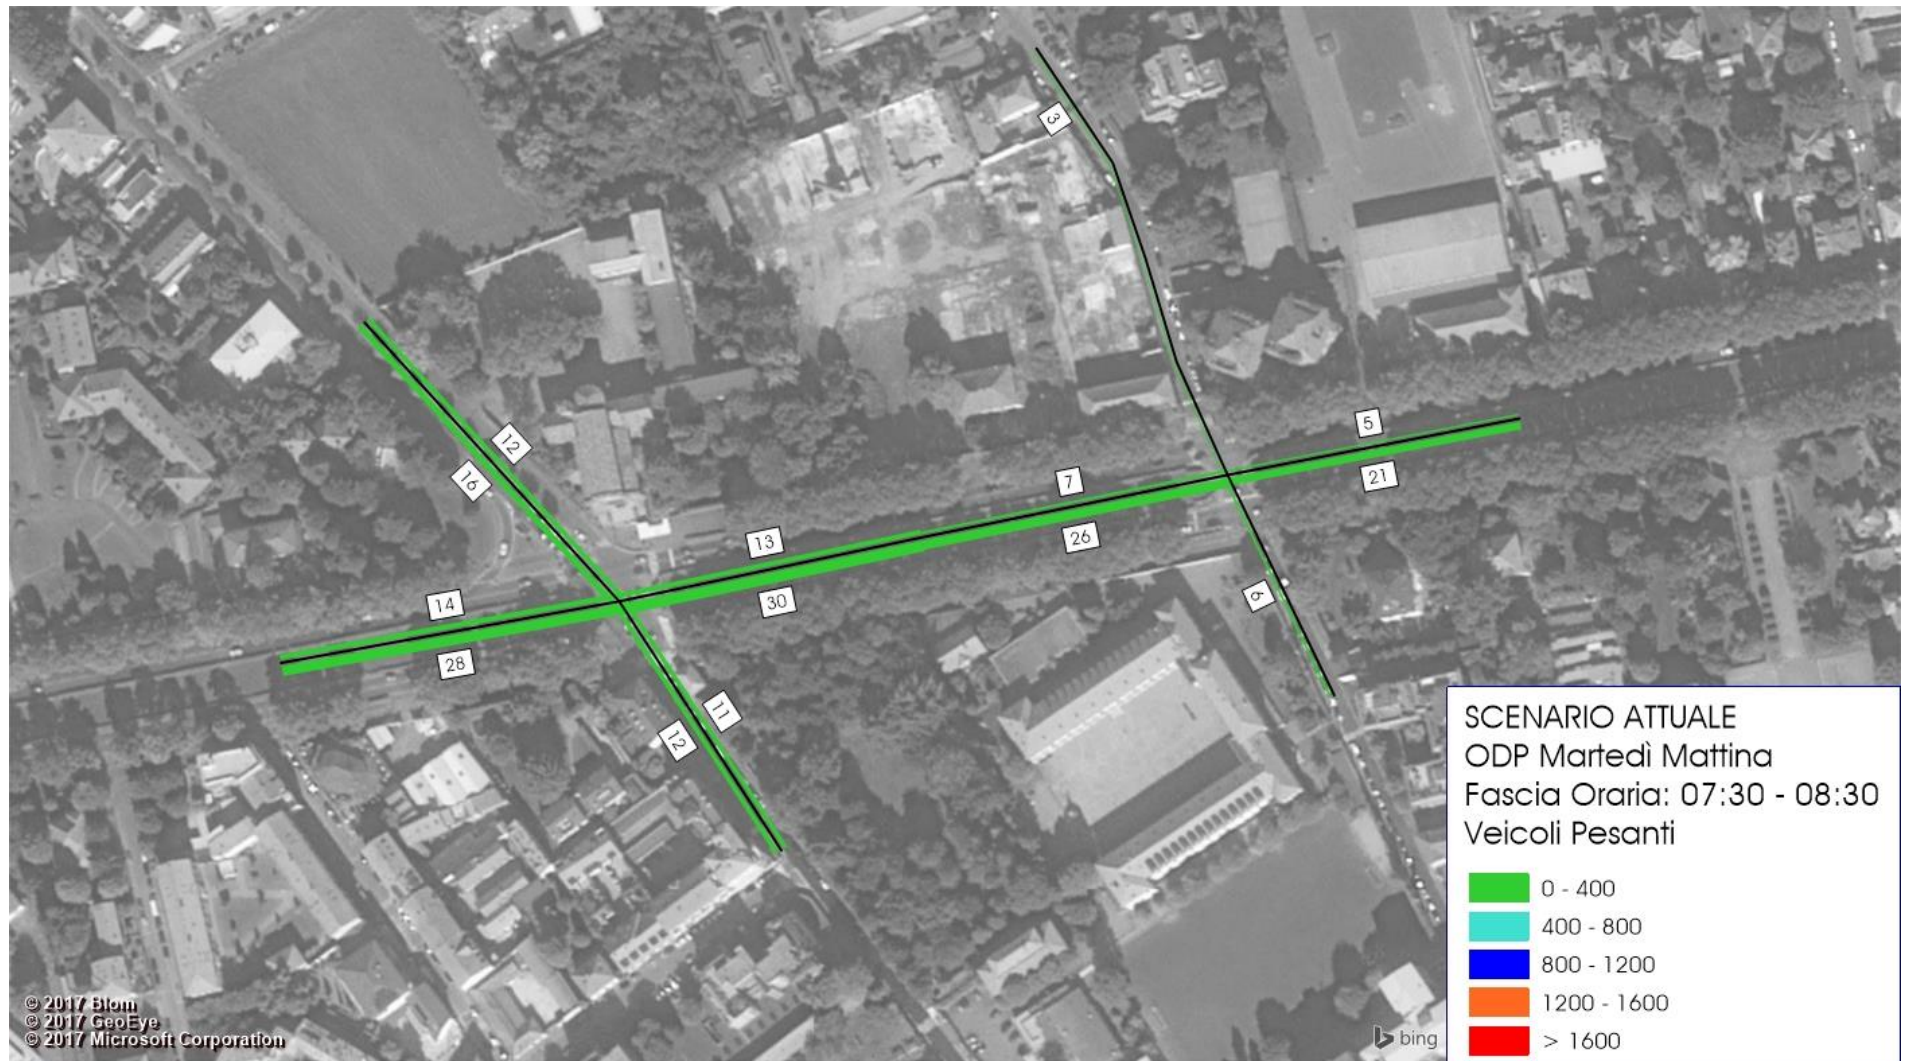 3
12
16
5
21
7
26
13
30
14
28
6
11
12
SCENARIO ATTUALE
ODP Martedì Mattina
Fascia Oraria: 07:30 - 08:30
Veicoli Pesanti
0 - 400
400 - 800
800 - 1200
1200 - 1600
> 1600
© 2017 Blom
© 2017 GeoEye
© 2017 Microsoft Corporation
bing